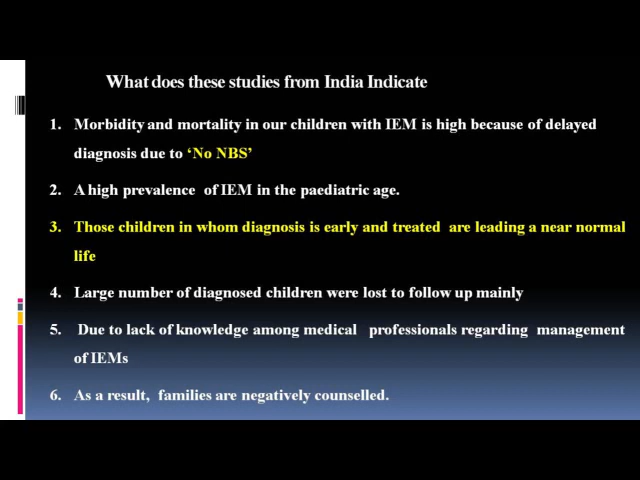 What does these studies from India Indicate
1. Morbidity and mortality in our children with IEM is high because of delayed
diagnosis due to ‘No NBS’
2. A high prevalence of IEM in the paediatric age.
3. Those children in whom diagnosis is early and treated are leading a near normal
life
4. Large number of diagnosed children were lost to follow up mainly
5. Due to lack of knowledge among medical professionals regarding management
of IEMs
6. As a result, families are negatively counselled.